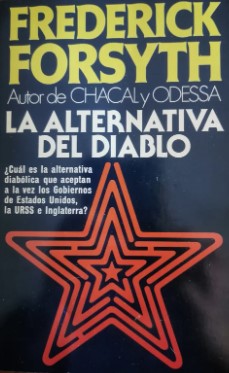 FREDERICK
FORSYTH
Autor de CHACAL y ODESSA
LA ALTERNATIVA
DEL DIABLO
¿Cuál es la alternativa
diabólica que aceptan
a la vez los Gobiernos
de Estados Unidos,
la URSS e Inglaterra?